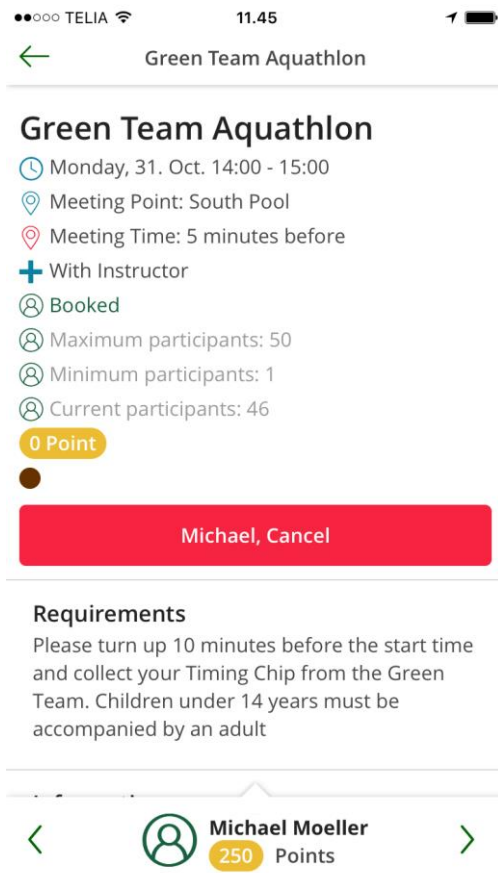 TELIA 11.45
Green Team Aquathlon
Green Team Aquathlon
Monday, 31. Oct. 14:00 - 15:00
Meeting Point: South Pool
Meeting Time: 5 minutes before
With Instructor
Booked
Maximum participants: 50
Minimum participants: 1
Current participants: 46
0 Point
Michael, Cancel
Requirements
Please turn up 10 minutes before the start time
and collect your Timing Chip from the Green
Team. Children under 14 years must be
accompanied by an adult
Michael Moeller
250 Points